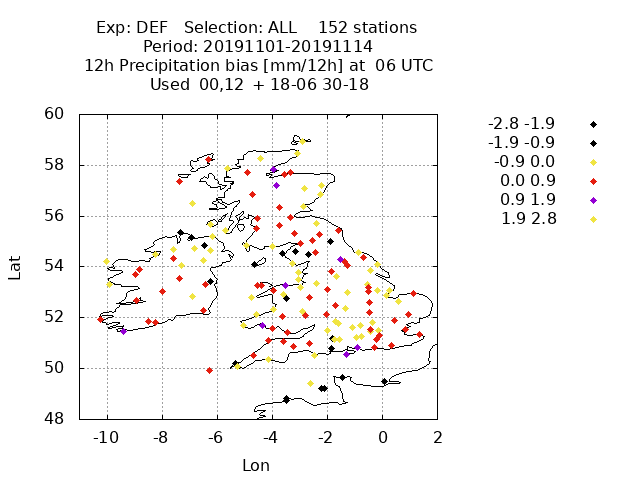 Exp: DEF Selection: ALL 152 stations
Period: 20191101-20191114
12h Precipitation bias [mm/12h] at 06 UTC
Used 00,12 + 18-06 30-18
60
58
56
54
52
50
48
Lat
-10 -8 -6 -4 -2 0 2
Lon
-2.8 -1.9
-1.9 -0.9
-0.9 0.0
0.0 0.9
0.9 1.9
1.9 2.8